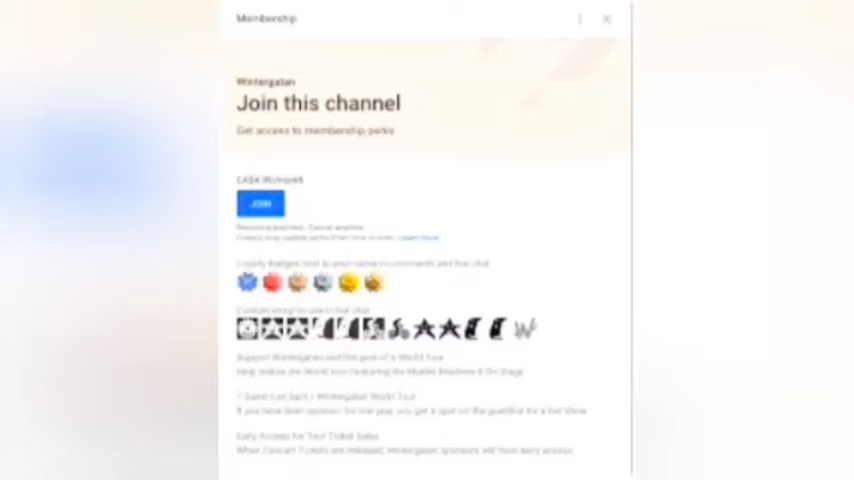 Membership
Wintergatan
Join this channel
Get access to membership perks
CA$4.99/month
JOIN
Recurring payment. Cancel anytime.
Creator may update perks from time to time. Learn more
Loyalty badges next to your name in comments and live chat
Custom emoji to use in live chat
Support Wintergatan and the goal of a World Tour
Help realize the World tour Featuring the Marble Machine X On Stage
1 Guest List Spot / Wintergatan World Tour
If you have been sponsor for one year, you get a spot on the guestlist for a live Show.
Early Access for Tour Ticket Sales
When Concert Tickets are released, Wintergatan sponsors will have early access.